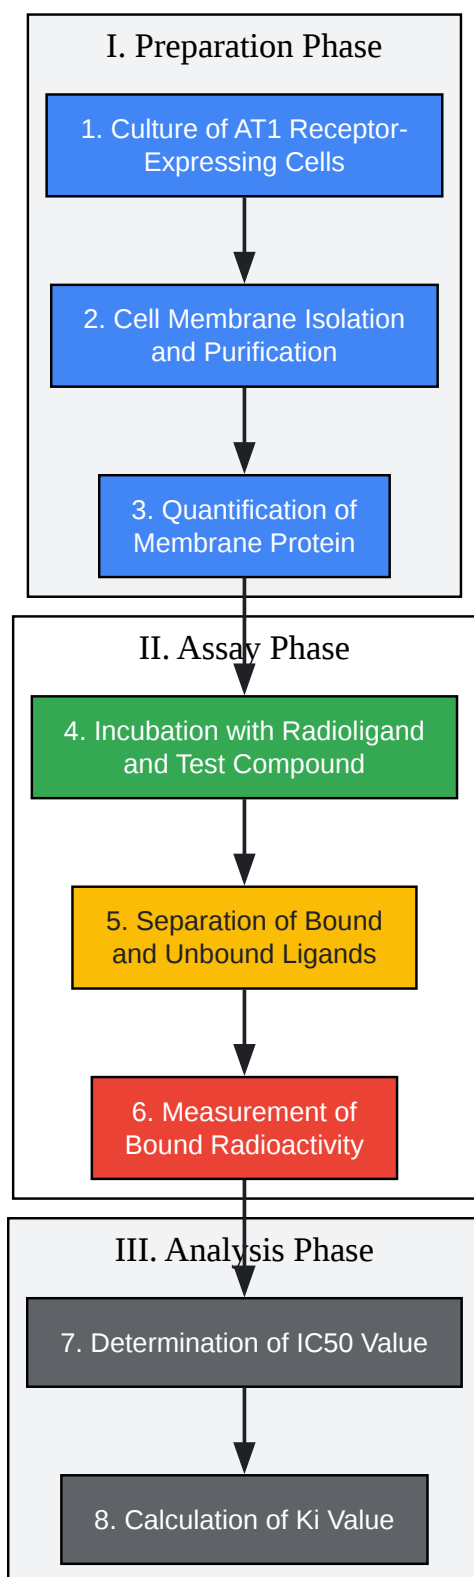 I. Preparation Phase
1. Culture of AT1 Receptor-
Expressing Cells
2. Cell Membrane Isolation
and Purification
3. Quantification of
Membrane Protein
II. Assay Phase
4. Incubation with Radioligand
and Test Compound
5. Separation of Bound
and Unbound Ligands
6. Measurement of
Bound Radioactivity
III. Analysis Phase
7. Determination of IC50 Value
8. Calculation of Ki Value